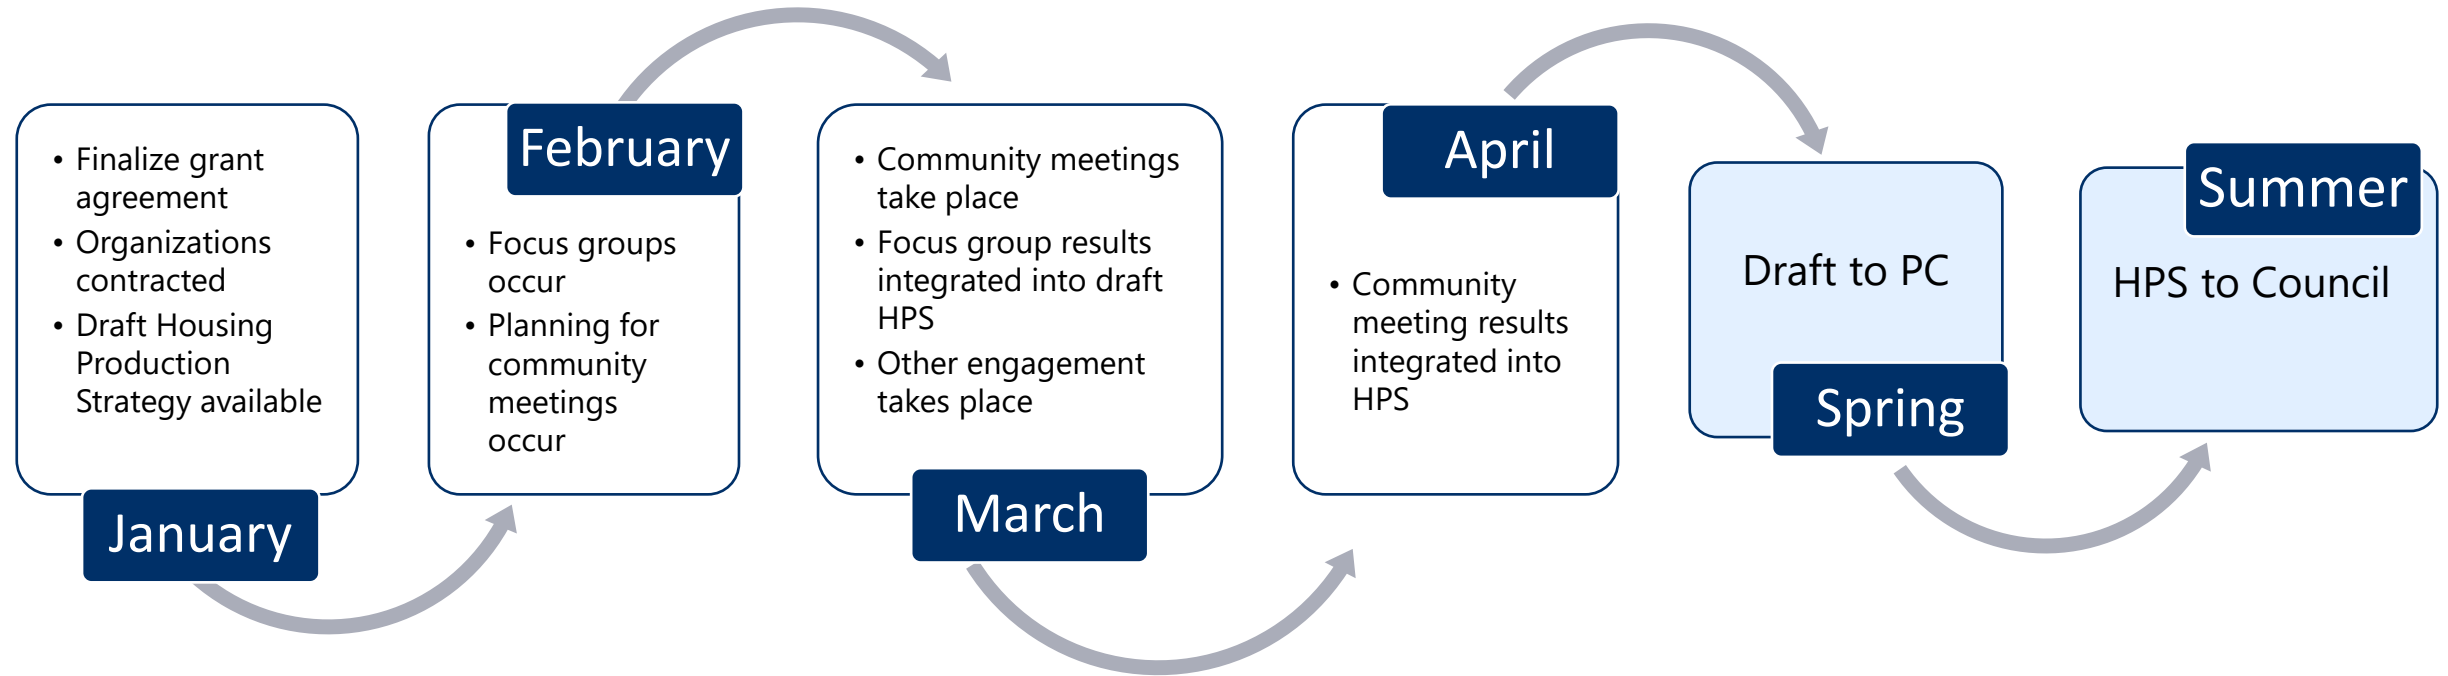 • Finalize grant
agreement
• Organizations
contracted
• Draft Housing
Production
Strategy available
January
February
• Focus groups
occur
• Planning for
community
meetings
occur
• Community meetings
take place
• Focus group results
integrated into draft
HPS
• Other engagement
takes place
March
April
• Community
meeting results
integrated into
HPS
Draft to PC
Spring
Summer
HPS to Council